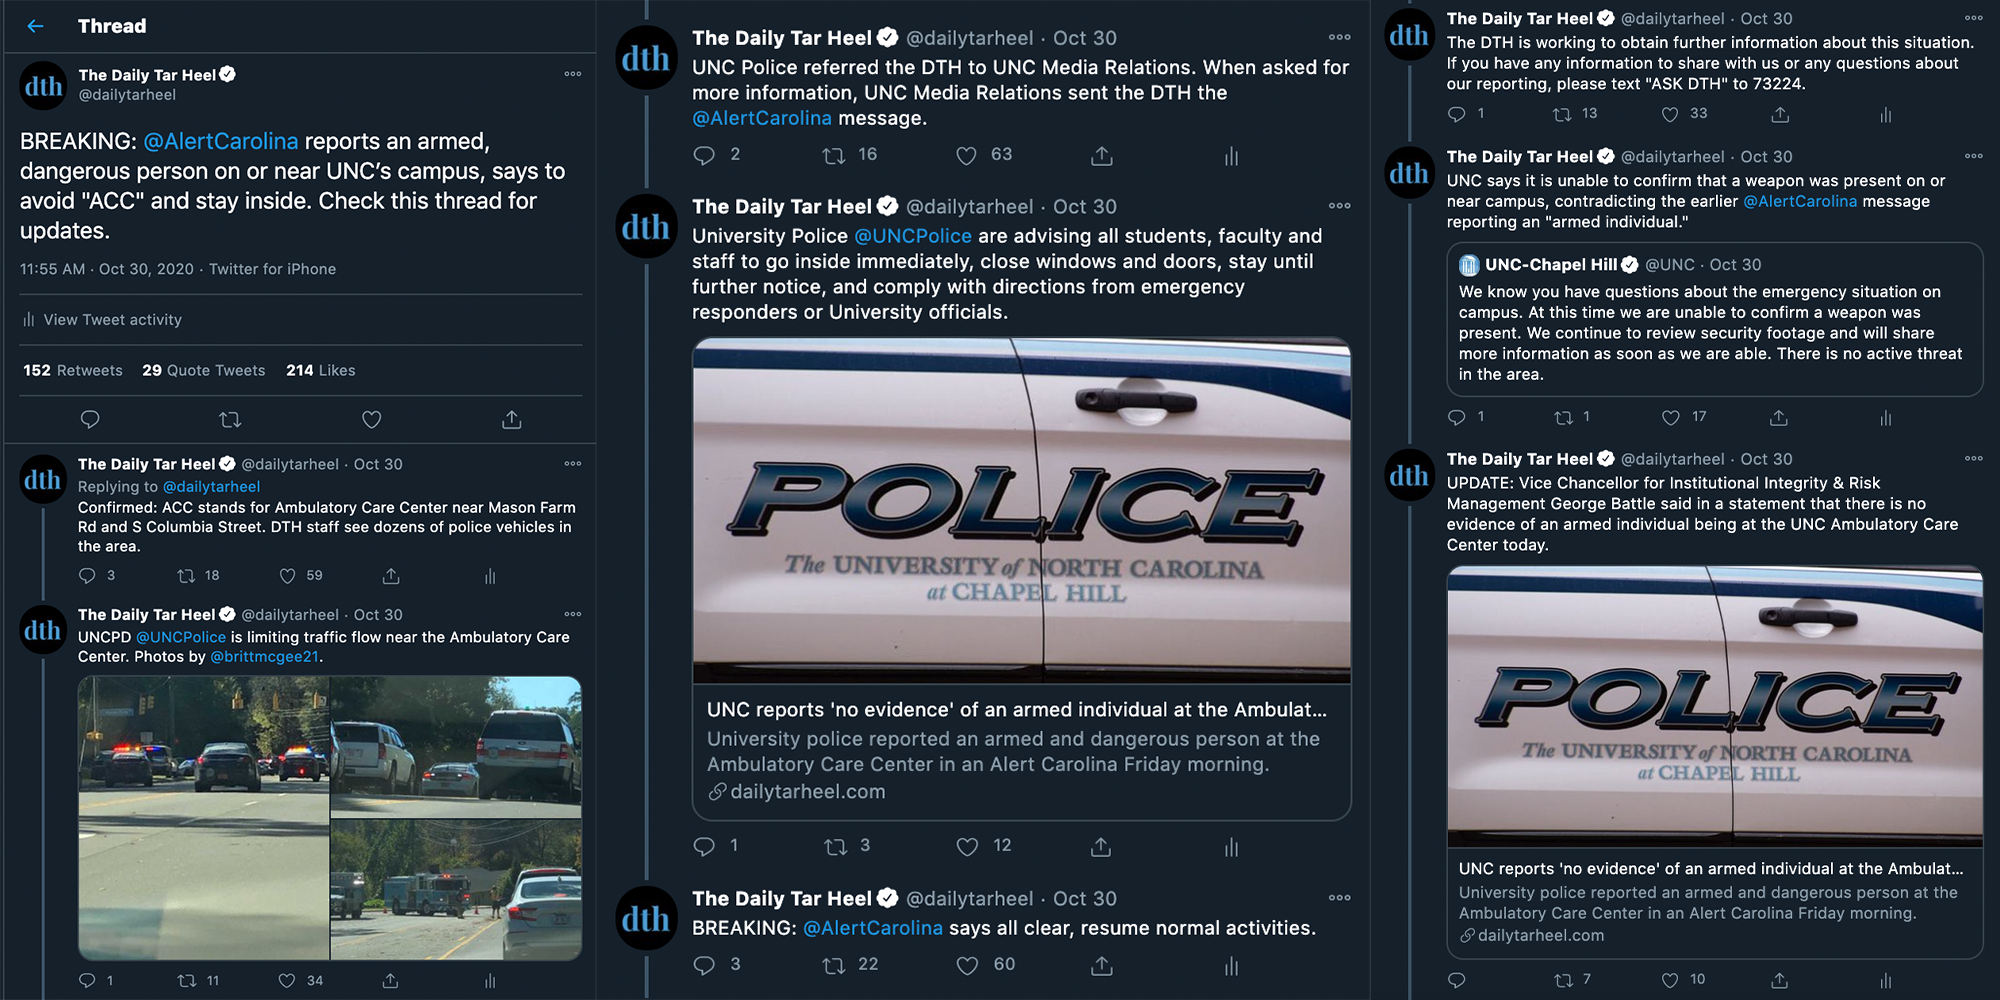 Thread
dth
The Daily Tar Heel
@dailytarheel
BREAKING: @AlertCarolina reports an armed,
dangerous person on or near UNC’s campus, says to
avoid "ACC" and stay inside. Check this thread for
updates.
11:55 AM · Oct 30, 2020 · Twitter for iPhone
View Tweet activity
152 Retweets 29 Quote Tweets 214 Likes
dth
The Daily Tar Heel @dailytarheel · Oct 30
Replying to @dailytarheel
Confirmed: ACC stands for Ambulatory Care Center near Mason Farm
Rd and S Columbia Street. DTH staff see dozens of police vehicles in
the area.
3 18 59
dth
The Daily Tar Heel @dailytarheel · Oct 30
UNCPD @UNCPolice is limiting traffic flow near the Ambulatory Care
Center. Photos by @brittmcgee21.
1 11 34
dth
The Daily Tar Heel @dailytarheel · Oct 30
UNC Police referred the DTH to UNC Media Relations. When asked for
more information, UNC Media Relations sent the DTH the
@AlertCarolina message.
2 16 63
dth
The Daily Tar Heel @dailytarheel · Oct 30
University Police @UNCPolice are advising all students, faculty and
staff to go inside immediately, close windows and doors, stay until
further notice, and comply with directions from emergency
responders or University officials.
POLICE
The UNIVERSITY of NORTH CAROLINA
at CHAPEL HILL
UNC reports 'no evidence' of an armed individual at the Ambulat...
University police reported an armed and dangerous person at the
Ambulatory Care Center in an Alert Carolina Friday morning.
dailytarheel.com
1 3 12
dth
The Daily Tar Heel @dailytarheel · Oct 30
BREAKING: @AlertCarolina says all clear, resume normal activities.
3 22 60
dth
The Daily Tar Heel @dailytarheel · Oct 30
The DTH is working to obtain further information about this situation.
If you have any information to share with us or any questions about
our reporting, please text "ASK DTH" to 73224.
1 13 33
dth
The Daily Tar Heel @dailytarheel · Oct 30
UNC says it is unable to confirm that a weapon was present on or
near campus, contradicting the earlier @AlertCarolina message
reporting an "armed individual."
UNC-Chapel Hill @UNC · Oct 30
We know you have questions about the emergency situation on
campus. At this time we are unable to confirm a weapon was
present. We continue to review security footage and will share
more information as soon as we are able. There is no active threat
in the area.
1 1 17
dth
The Daily Tar Heel @dailytarheel · Oct 30
UPDATE: Vice Chancellor for Institutional Integrity & Risk
Management George Battle said in a statement that there is no
evidence of an armed individual being at the UNC Ambulatory Care
Center today.
POLICE
The UNIVERSITY of NORTH CAROLINA
at CHAPEL HILL
UNC reports 'no evidence' of an armed individual at the Ambulat...
University police reported an armed and dangerous person at the
Ambulatory Care Center in an Alert Carolina Friday morning.
dailytarheel.com
7 10